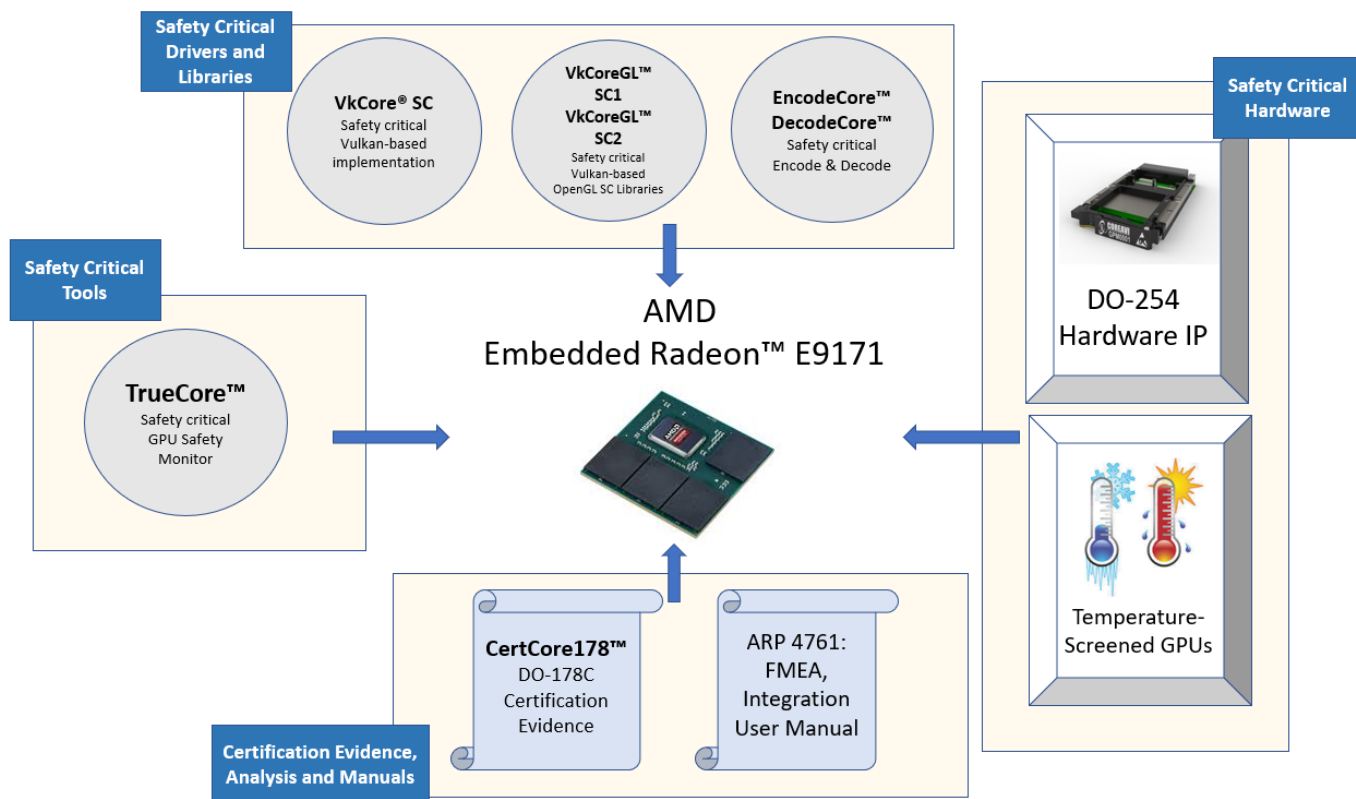 Safety Critical
Drivers and
Libraries
VkCore® SC
Safety critical
Vulkan-based
implementation
VkCoreGL™
SC1
VkCoreGL™
SC2
Safety critical
Vulkan-based
OpenGL SC Libraries
EncodeCore™
DecodeCore™
Safety critical
Encode & Decode
Safety Critical
Hardware
COREAVI
DO-254
Hardware IP
Temperature-
Screened GPUs
Safety Critical
Tools
TrueCore™
Safety critical
GPU Safety
Monitor
AMD
Embedded Radeon™ E9171
AMD
CertCore178™
DO-178C
Certification
Evidence
ARP 4761:
FMEA,
Integration
User Manual
Certification Evidence,
Analysis and Manuals